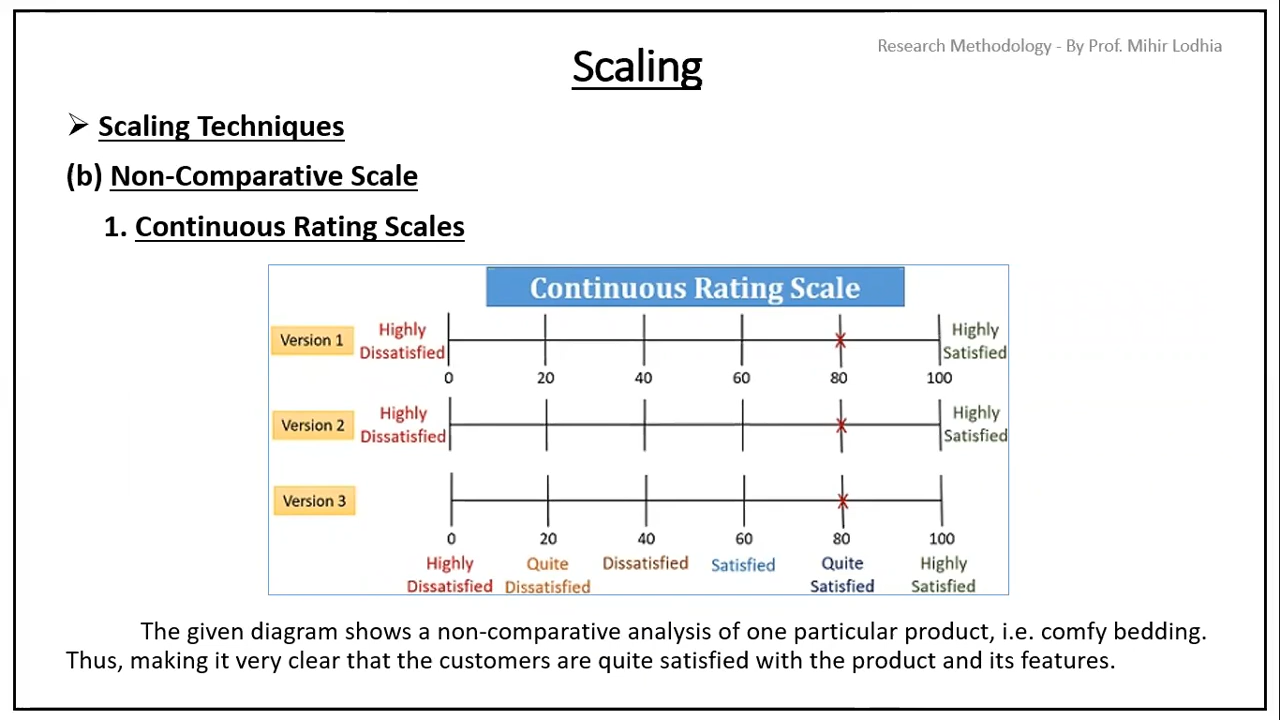 Research Methodology - By Prof. Mihir Lodhia
Scaling
➢ Scaling Techniques
(b) Non-Comparative Scale
1. Continuous Rating Scales
Continuous Rating Scale
Version 1
Highly
Dissatisfied
Highly
Satisfied
0 20 40 60 80 100
Version 2
Highly
Dissatisfied
Highly
Satisfied
Version 3
0 20 40 60 80 100
Highly
Dissatisfied
Quite
Dissatisfied
Dissatisfied
Satisfied
Quite
Satisfied
Highly
Satisfied
The given diagram shows a non-comparative analysis of one particular product, i.e. comfy bedding.
Thus, making it very clear that the customers are quite satisfied with the product and its features.